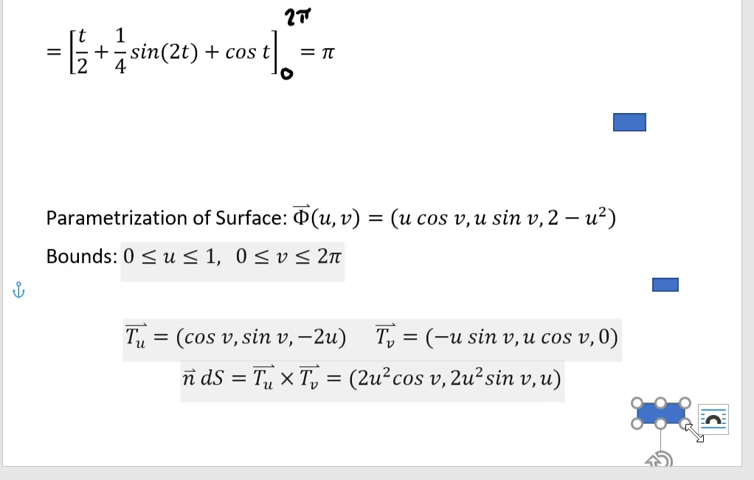 2π
= [t/2 + 1/4 sin(2t) + cos t] = π
0
Parametrization of Surface: Φ⃗(u, v) = (u cos v, u sin v, 2 − u²)
Bounds: 0 ≤ u ≤ 1, 0 ≤ v ≤ 2π
T⃗ᵤ = (cos v, sin v, −2u) T⃗ᵥ = (−u sin v, u cos v, 0)
n⃗ dS = T⃗ᵤ × T⃗ᵥ = (2u² cos v, 2u² sin v, u)